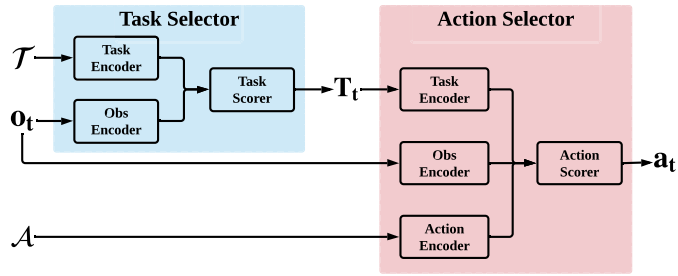 Task Selector
Action Selector
𝒯
Task
Encoder
Obs
Encoder
Task
Scorer
T_t
Task
Encoder
o_t
Obs
Encoder
Action
Scorer
a_t
𝒜
Action
Encoder